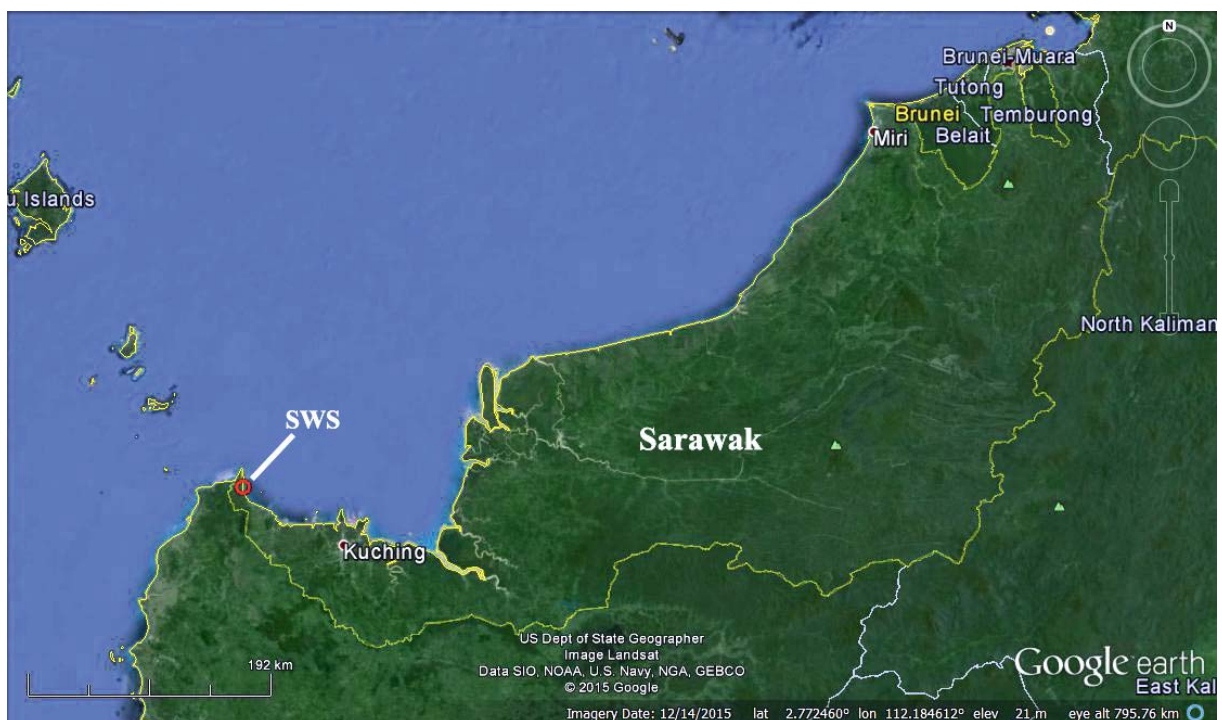 N
Brunei-Muara
Tutong
Brunei
Temburong
Miri
Belait
u Islands
North Kaliman
SWS
Sarawak
Kuching
US Dept of State Geographer
Image Landsat
Data SIO, NOAA, U.S. Navy, NGA, GEBCO
© 2015 Google
192 km
Google earth
East Kal
Imagery Date: 12/14/2015 lat 2.772460° lon 112.184612° elev 21 m eye alt 795.76 km